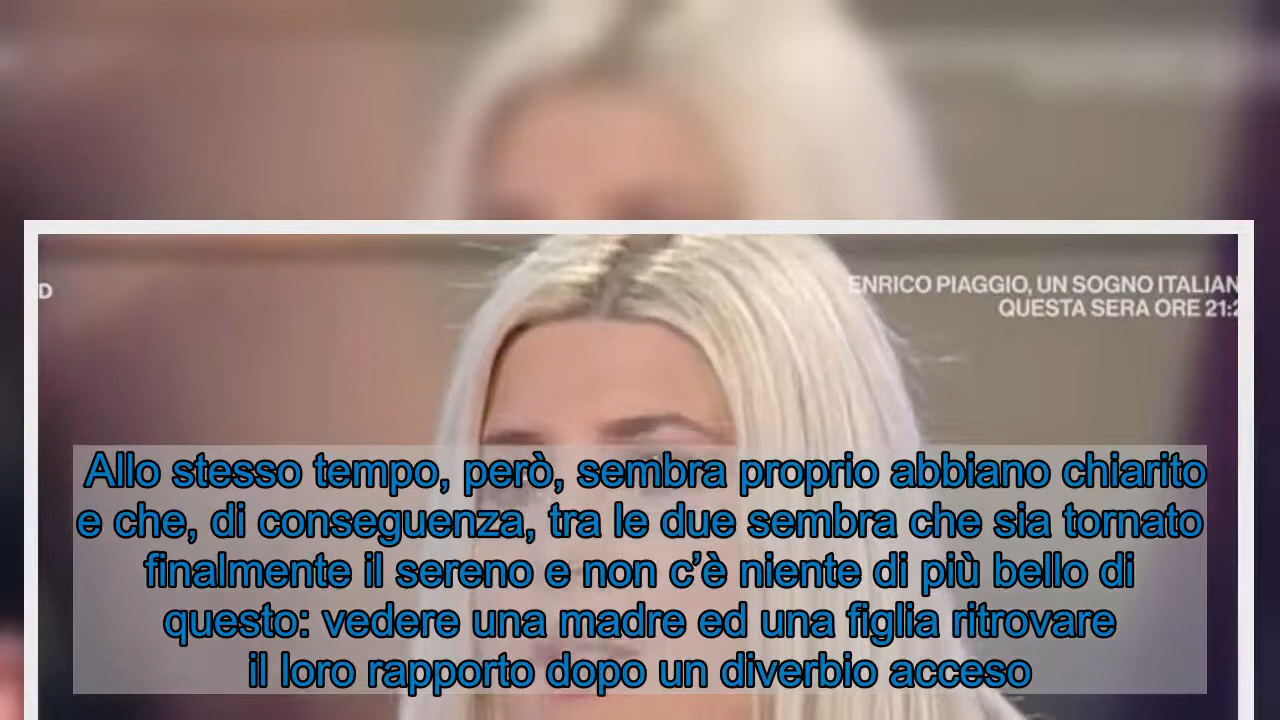 D
ENRICO PIAGGIO, UN SOGNO ITALIAN
QUESTA SERA ORE 21:2
Allo stesso tempo, però, sembra proprio abbiano chiarito
e che, di conseguenza, tra le due sembra che sia tornato
finalmente il sereno e non c’è niente di più bello di
questo: vedere una madre ed una figlia ritrovare
il loro rapporto dopo un diverbio acceso